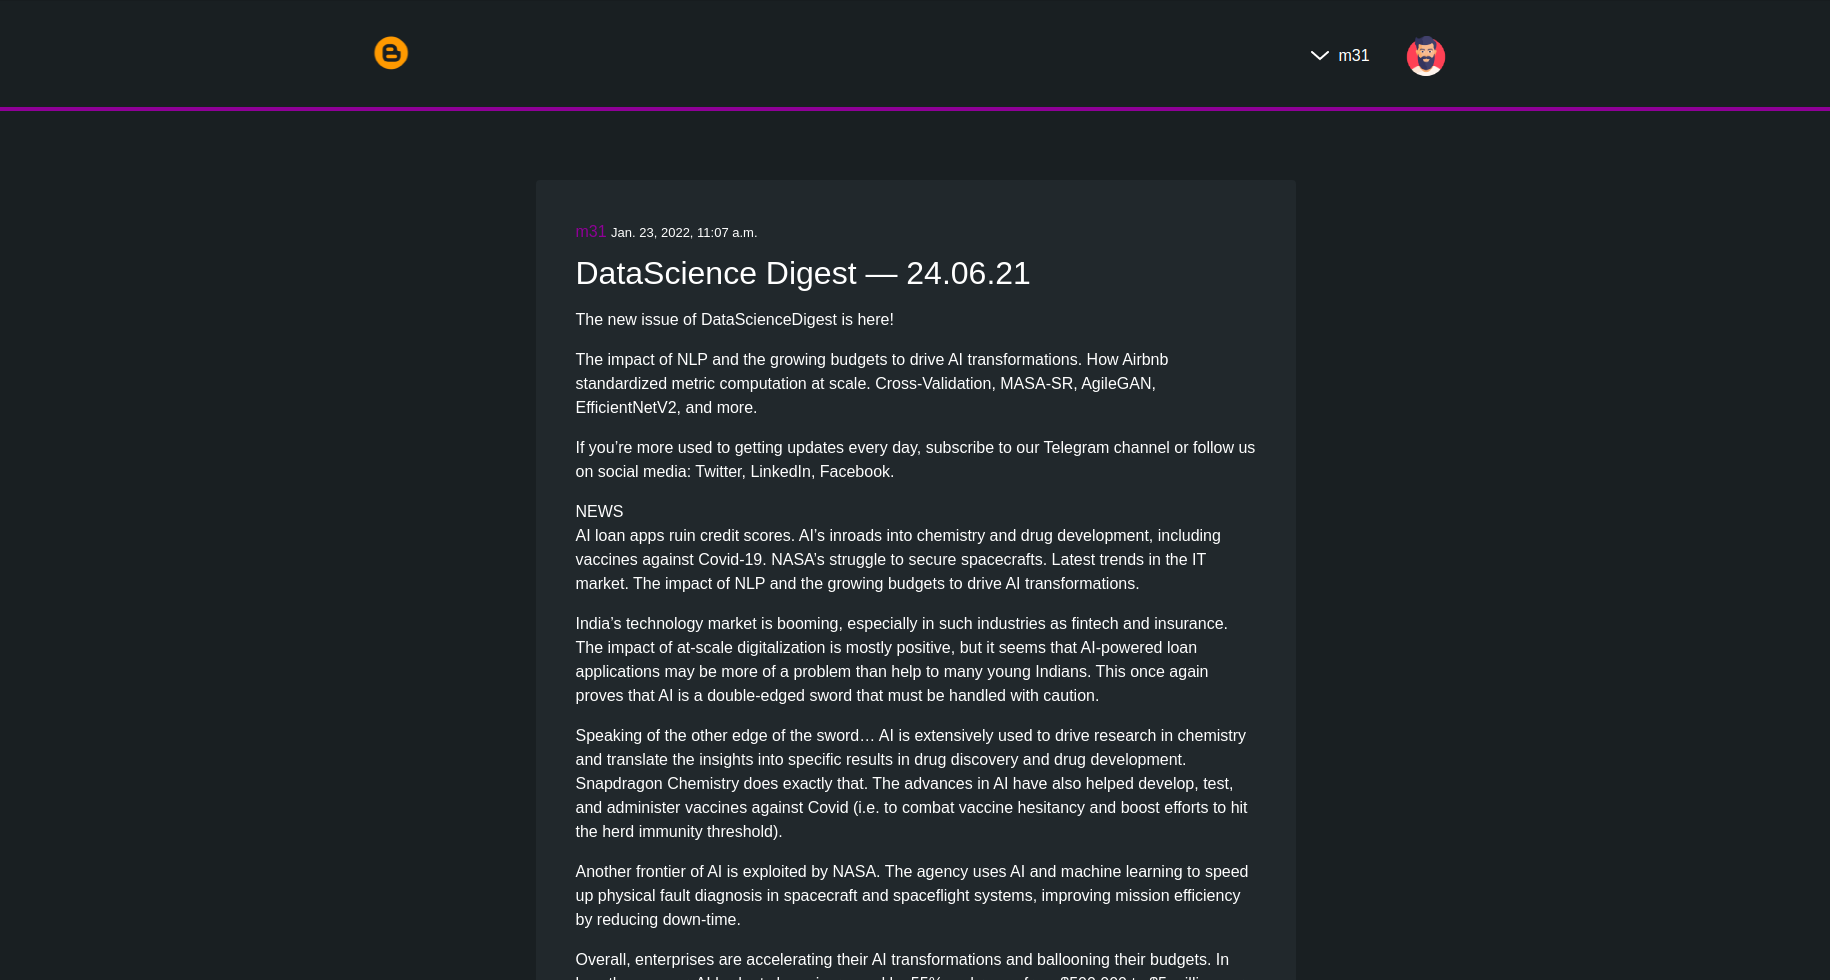 m31
m31 Jan. 23, 2022, 11:07 a.m.
DataScience Digest — 24.06.21
The new issue of DataScienceDigest is here!
The impact of NLP and the growing budgets to drive AI transformations. How Airbnb
standardized metric computation at scale. Cross-Validation, MASA-SR, AgileGAN,
EfficientNetV2, and more.
If you’re more used to getting updates every day, subscribe to our Telegram channel or follow us
on social media: Twitter, LinkedIn, Facebook.
NEWS
AI loan apps ruin credit scores. AI’s inroads into chemistry and drug development, including
vaccines against Covid-19. NASA’s struggle to secure spacecrafts. Latest trends in the IT
market. The impact of NLP and the growing budgets to drive AI transformations.
India’s technology market is booming, especially in such industries as fintech and insurance.
The impact of at-scale digitalization is mostly positive, but it seems that AI-powered loan
applications may be more of a problem than help to many young Indians. This once again
proves that AI is a double-edged sword that must be handled with caution.
Speaking of the other edge of the sword… AI is extensively used to drive research in chemistry
and translate the insights into specific results in drug discovery and drug development.
Snapdragon Chemistry does exactly that. The advances in AI have also helped develop, test,
and administer vaccines against Covid (i.e. to combat vaccine hesitancy and boost efforts to hit
the herd immunity threshold).
Another frontier of AI is exploited by NASA. The agency uses AI and machine learning to speed
up physical fault diagnosis in spacecraft and spaceflight systems, improving mission efficiency
by reducing down-time.
Overall, enterprises are accelerating their AI transformations and ballooning their budgets. In